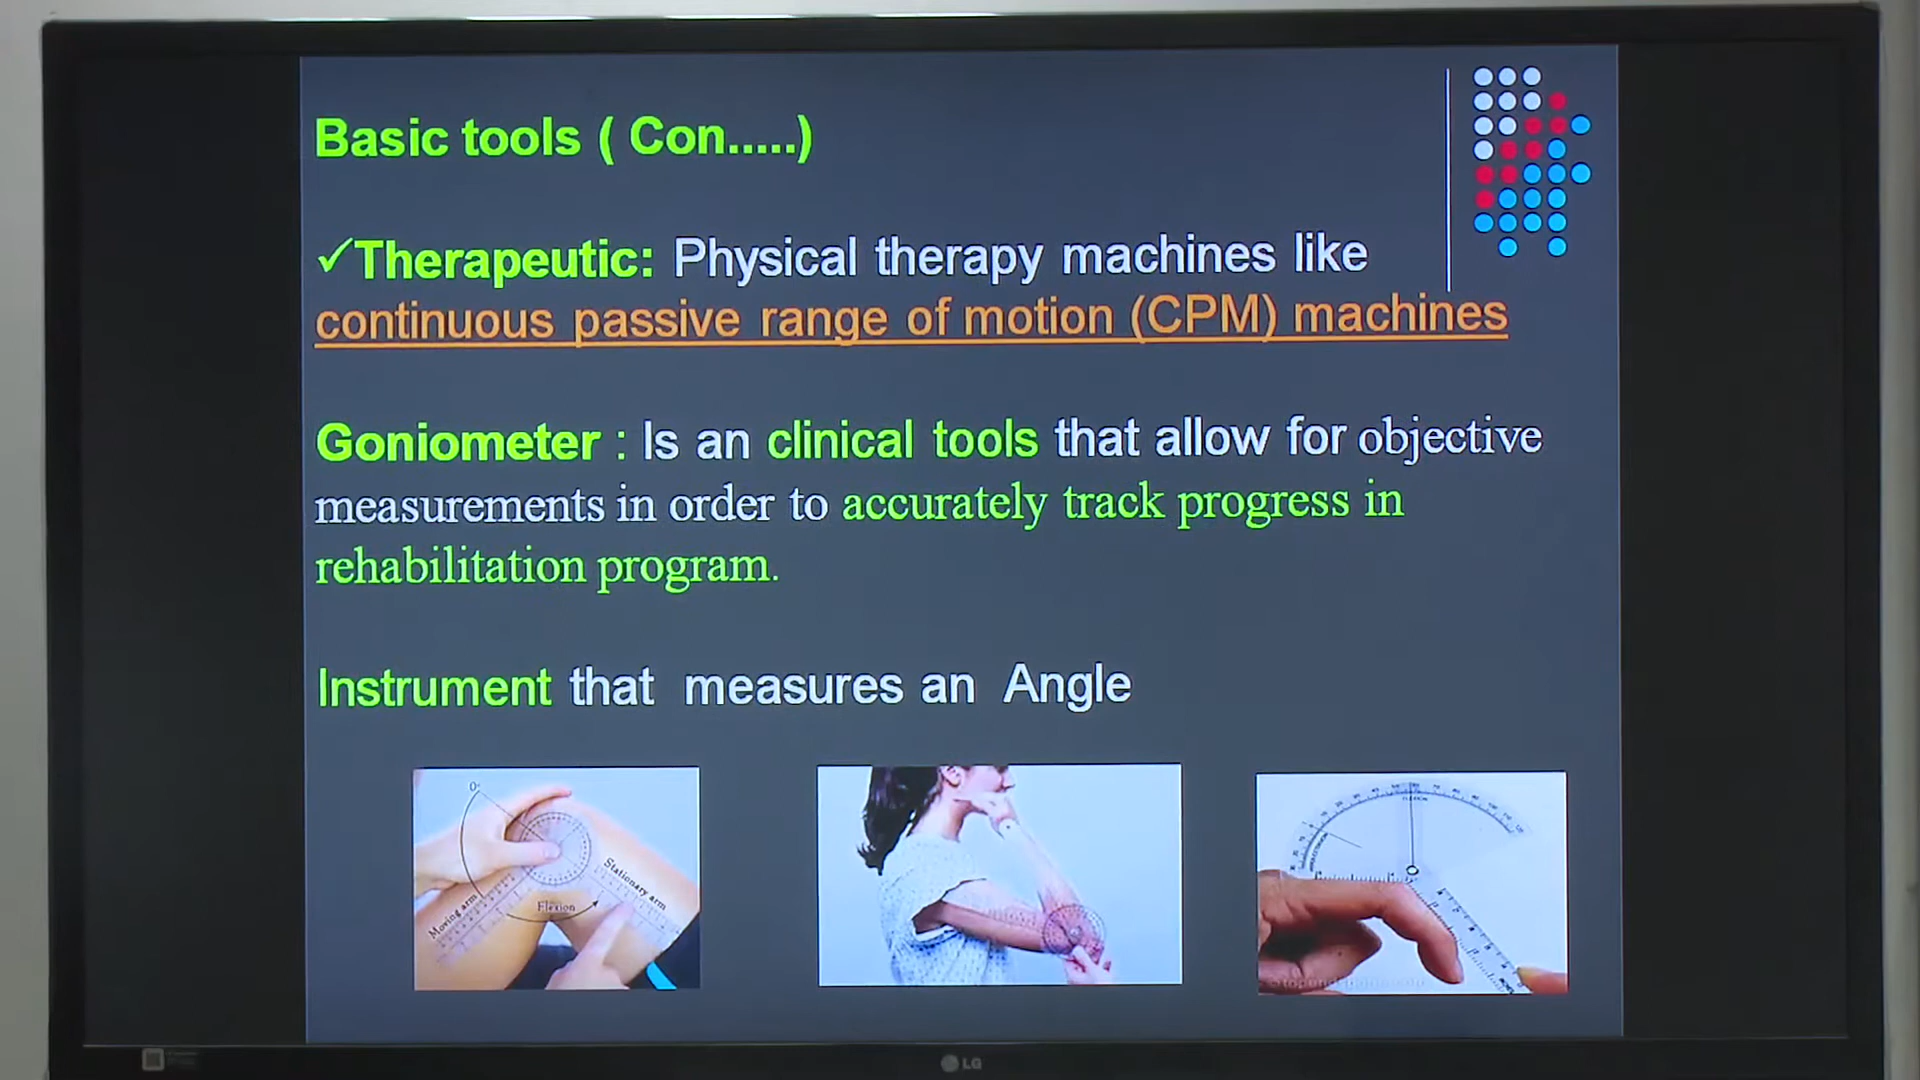 Basic tools ( Con.....)
✓Therapeutic: Physical therapy machines like
continuous passive range of motion (CPM) machines
Goniometer : Is an clinical tools that allow for objective
measurements in order to accurately track progress in
rehabilitation program.
Instrument that measures an Angle
0°
Moving arm
Flexion
Stationary arm
FLEXION
LG